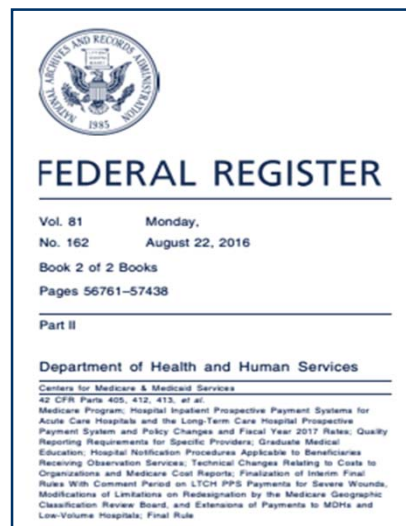 NATIONAL ARCHIVES AND RECORDS ADMINISTRATION
1985
FEDERAL REGISTER
Vol. 81 Monday,
No. 162 August 22, 2016
Book 2 of 2 Books
Pages 56761–57438
Part II
Department of Health and Human Services
Centers for Medicare & Medicaid Services
42 CFR Parts 405, 412, 413, et al.
Medicare Program; Hospital Inpatient Prospective Payment Systems for
Acute Care Hospitals and the Long-Term Care Hospital Prospective
Payment System and Policy Changes and Fiscal Year 2017 Rates; Quality
Reporting Requirements for Specific Providers; Graduate Medical
Education; Hospital Notification Procedures Applicable to Beneficiaries
Receiving Observation Services; Technical Changes Relating to Costs to
Organizations and Medicare Cost Reports; Finalization of Interim Final
Rules With Comment Period on LTCH PPS Payments for Severe Wounds,
Modifications of Limitations on Redesignation by the Medicare Geographic
Classification Review Board, and Extensions of Payments to MDHs and
Low-Volume Hospitals; Final Rule